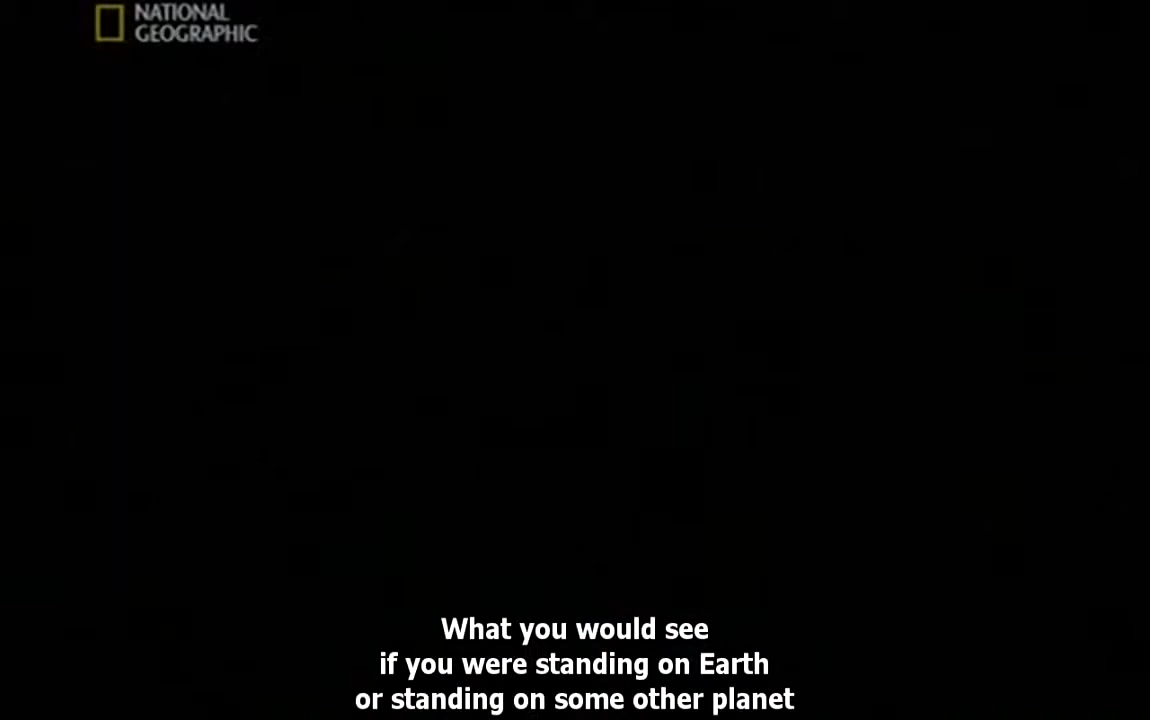 NATIONAL
GEOGRAPHIC
What you would see
if you were standing on Earth
or standing on some other planet